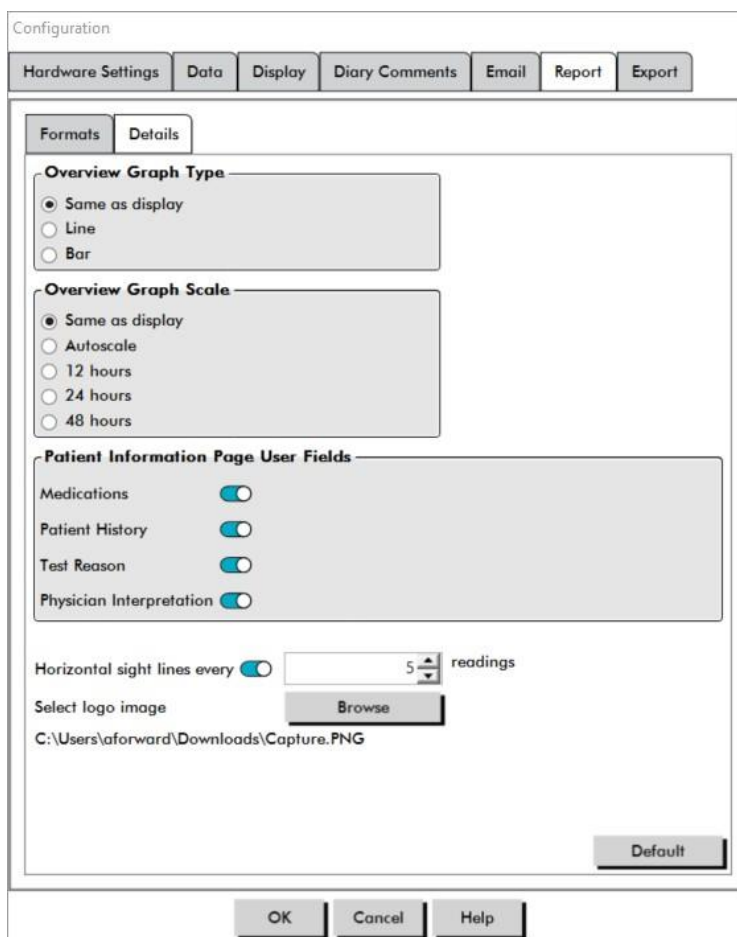 Configuration
Hardware Settings Data Display Diary Comments Email Report Export
Formats Details
Overview Graph Type
Same as display
Line
Bar
Overview Graph Scale
Same as display
Autoscale
12 hours
24 hours
48 hours
Patient Information Page User Fields
Medications
Patient History
Test Reason
Physician Interpretation
Horizontal sight lines every 5 readings
Select logo image Browse
C:\Users\aforward\Downloads\Capture.PNG
Default
OK Cancel Help